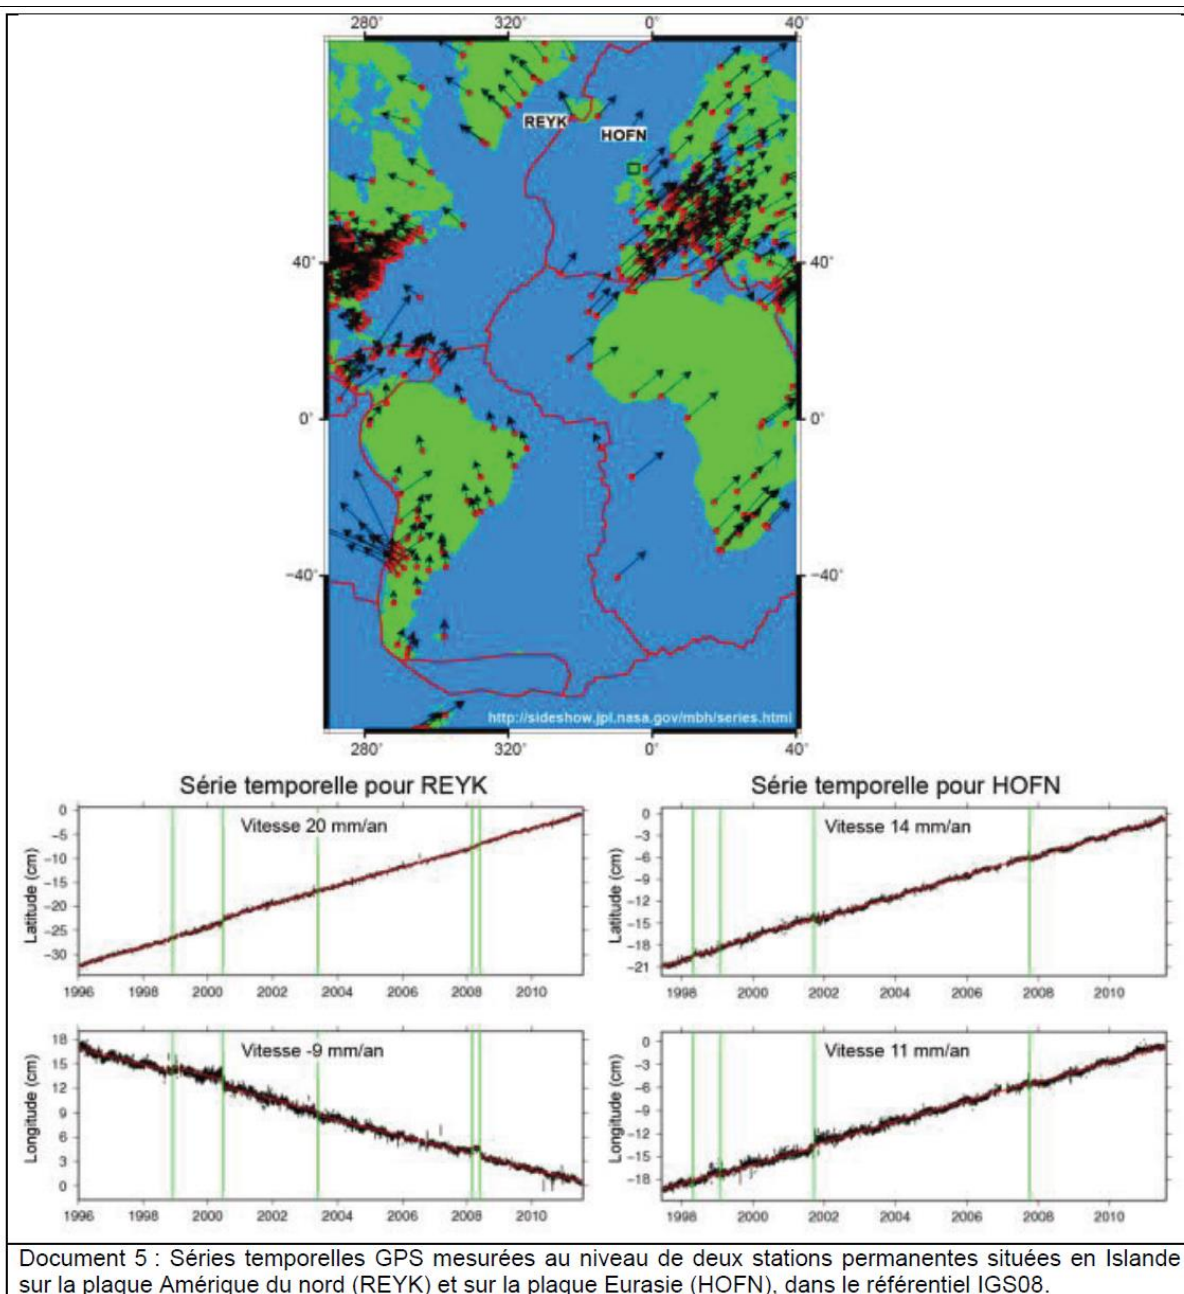 280˚ 320˚ 0˚ 40˚
REYK
HOFN
40˚ 40˚
0˚ 0˚
−40˚ −40˚
http://sideshow.jpl.nasa.gov/mbh/series.html
280˚ 320˚ 0˚ 40˚
Série temporelle pour REYK
Vitesse 20 mm/an
Latitude (cm)
0
−5
−10
−15
−20
−25
−30
1996 1998 2000 2002 2004 2006 2008 2010
Vitesse -9 mm/an
Longitude (cm)
18
15
12
9
6
3
0
1996 1998 2000 2002 2004 2006 2008 2010
Série temporelle pour HOFN
Vitesse 14 mm/an
Latitude (cm)
0
−3
−6
−9
−12
−15
−18
−21
1998 2000 2002 2004 2006 2008 2010
Vitesse 11 mm/an
Longitude (cm)
0
−3
−6
−9
−12
−15
−18
1998 2000 2002 2004 2006 2008 2010
Document 5 : Séries temporelles GPS mesurées au niveau de deux stations permanentes situées en Islande
sur la plaque Amérique du nord (REYK) et sur la plaque Eurasie (HOFN), dans le référentiel IGS08.